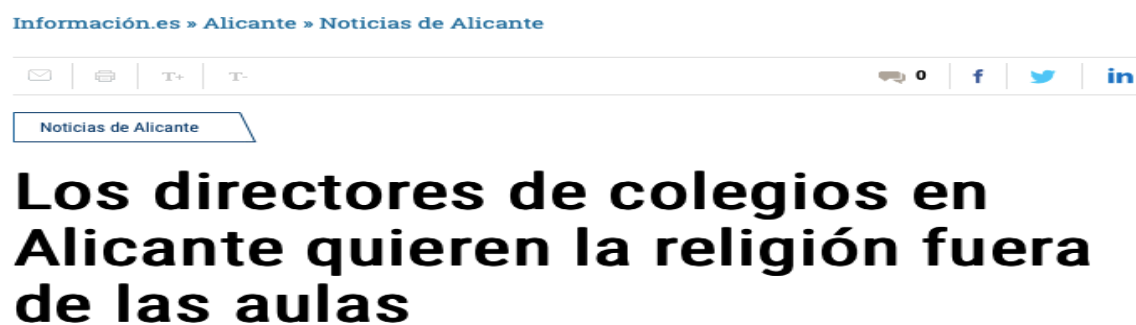 Información.es » Alicante » Noticias de Alicante
T+ T- 0 f in
Noticias de Alicante
Los directores de colegios en
Alicante quieren la religión fuera
de las aulas